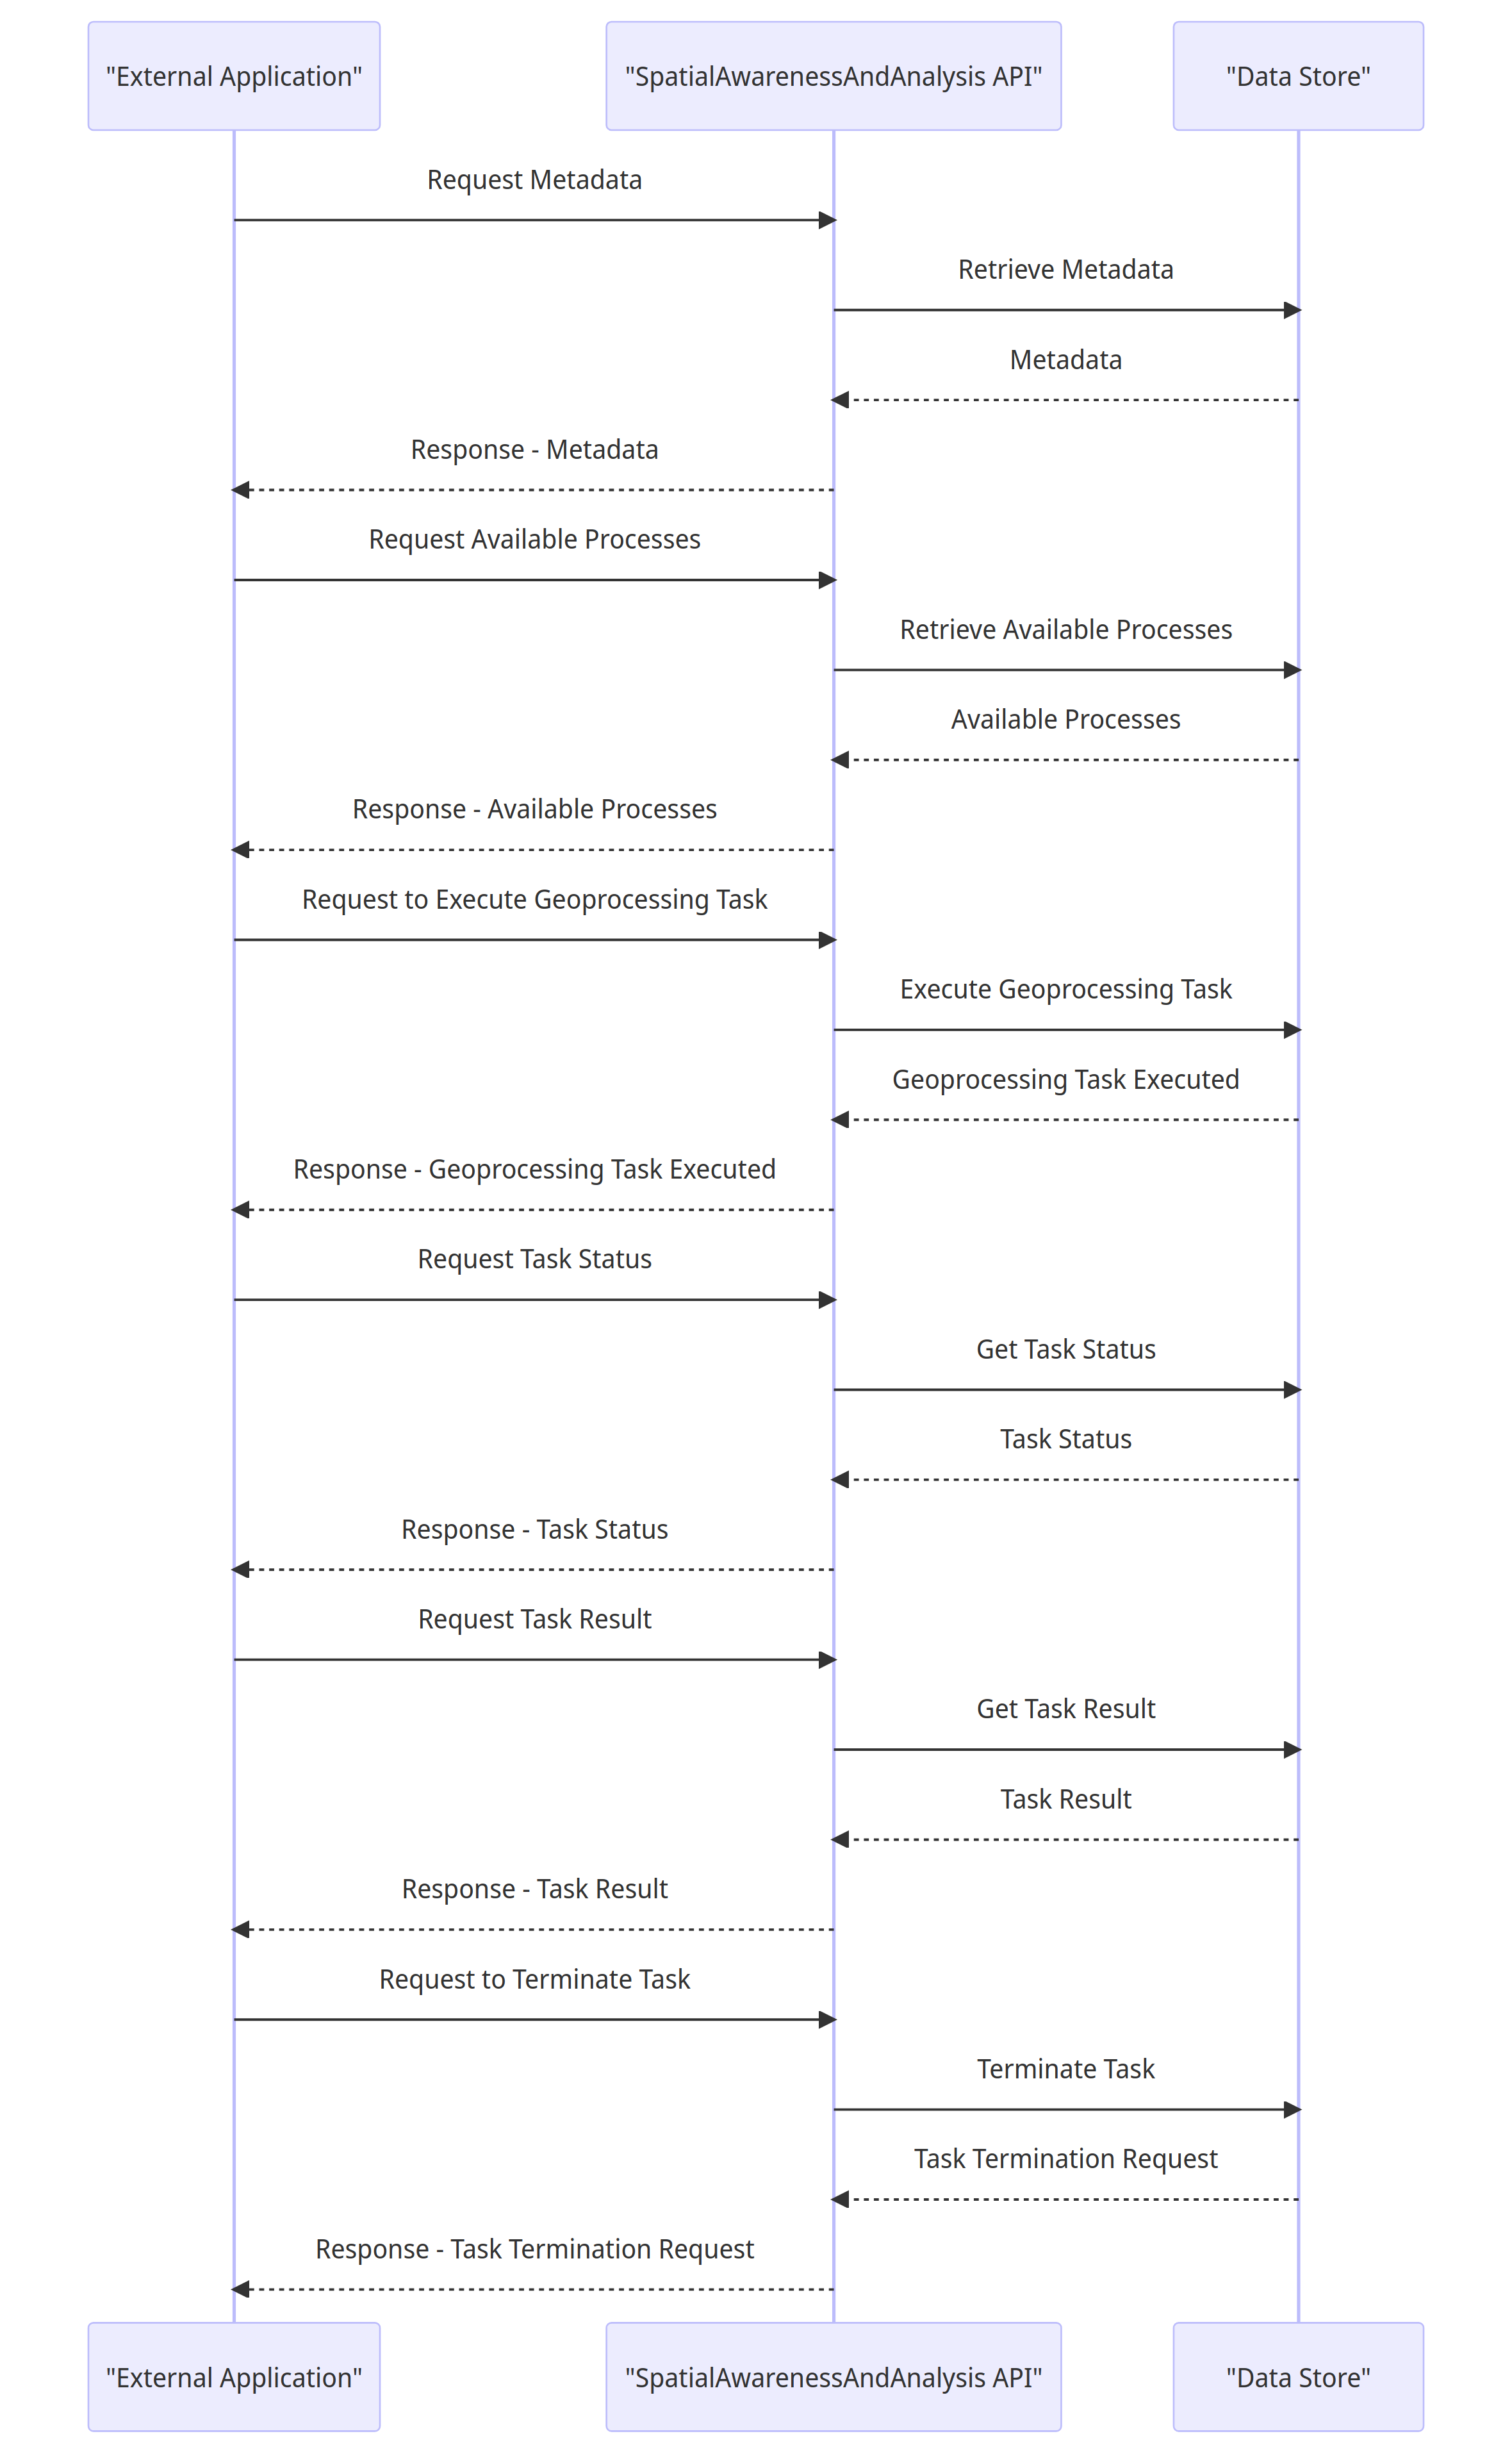 "External Application"
"SpatialAwarenessAndAnalysis API"
"Data Store"
Request Metadata
Retrieve Metadata
Metadata
Response - Metadata
Request Available Processes
Retrieve Available Processes
Available Processes
Response - Available Processes
Request to Execute Geoprocessing Task
Execute Geoprocessing Task
Geoprocessing Task Executed
Response - Geoprocessing Task Executed
Request Task Status
Get Task Status
Task Status
Response - Task Status
Request Task Result
Get Task Result
Task Result
Response - Task Result
Request to Terminate Task
Terminate Task
Task Termination Request
Response - Task Termination Request
"External Application"
"SpatialAwarenessAndAnalysis API"
"Data Store"